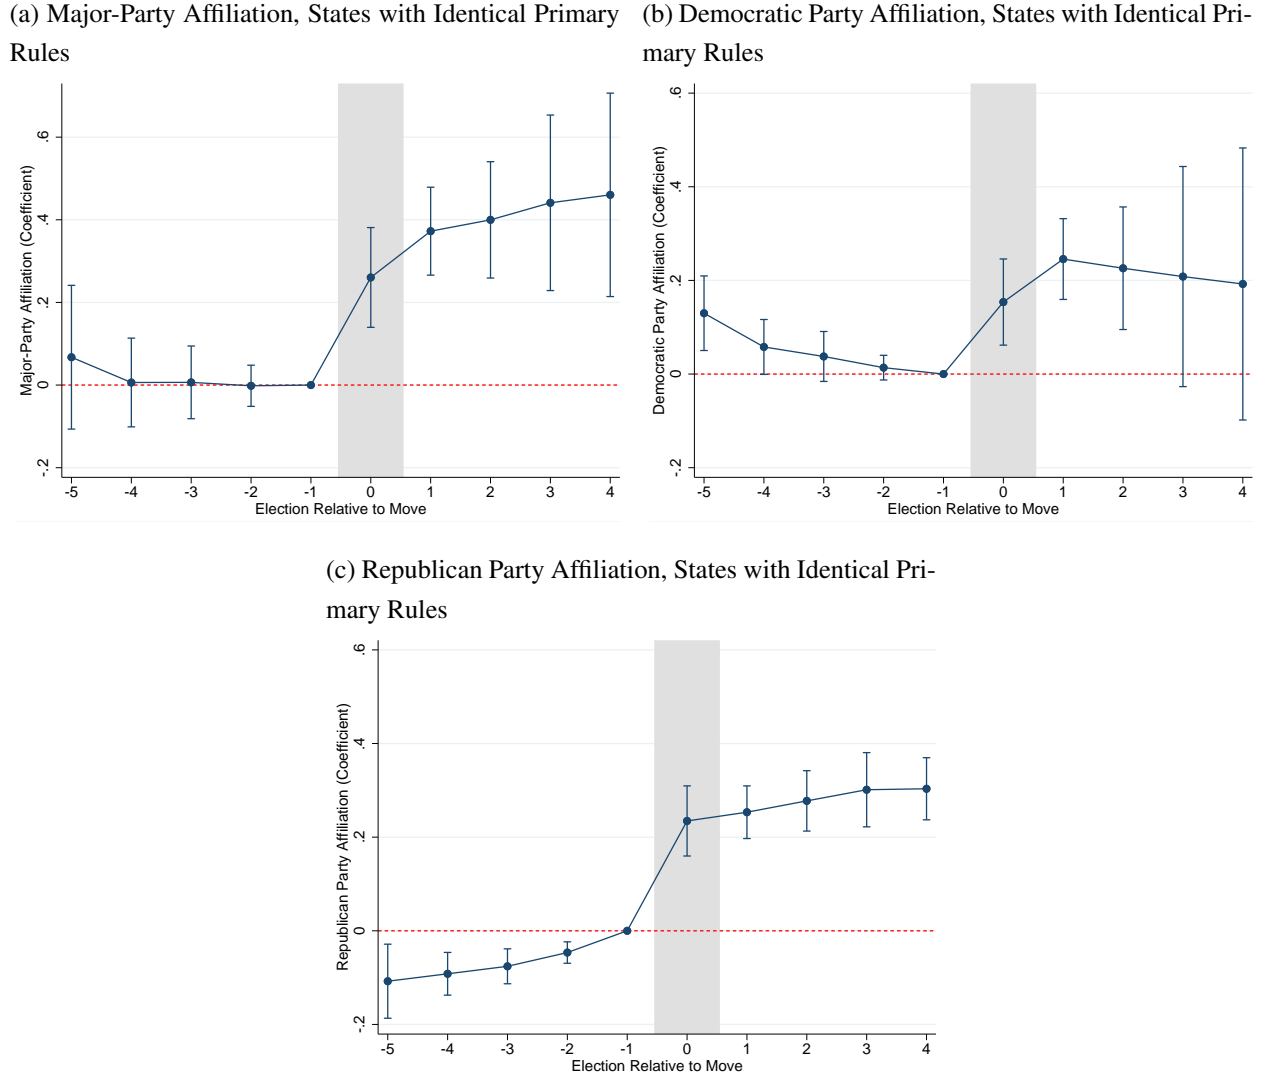 (a) Major-Party Affiliation, States with Identical Primary
Rules
Major-Party Affiliation (Coefficient)
.6
.4
.2
0
-.2
-5 -4 -3 -2 -1 0 1 2 3 4
Election Relative to Move
(b) Democratic Party Affiliation, States with Identical Pri-
mary Rules
Democratic Party Affiliation (Coefficient)
.6
.4
.2
0
-.2
-5 -4 -3 -2 -1 0 1 2 3 4
Election Relative to Move
(c) Republican Party Affiliation, States with Identical Pri-
mary Rules
Republican Party Affiliation (Coefficient)
.6
.4
.2
0
-.2
-5 -4 -3 -2 -1 0 1 2 3 4
Election Relative to Move